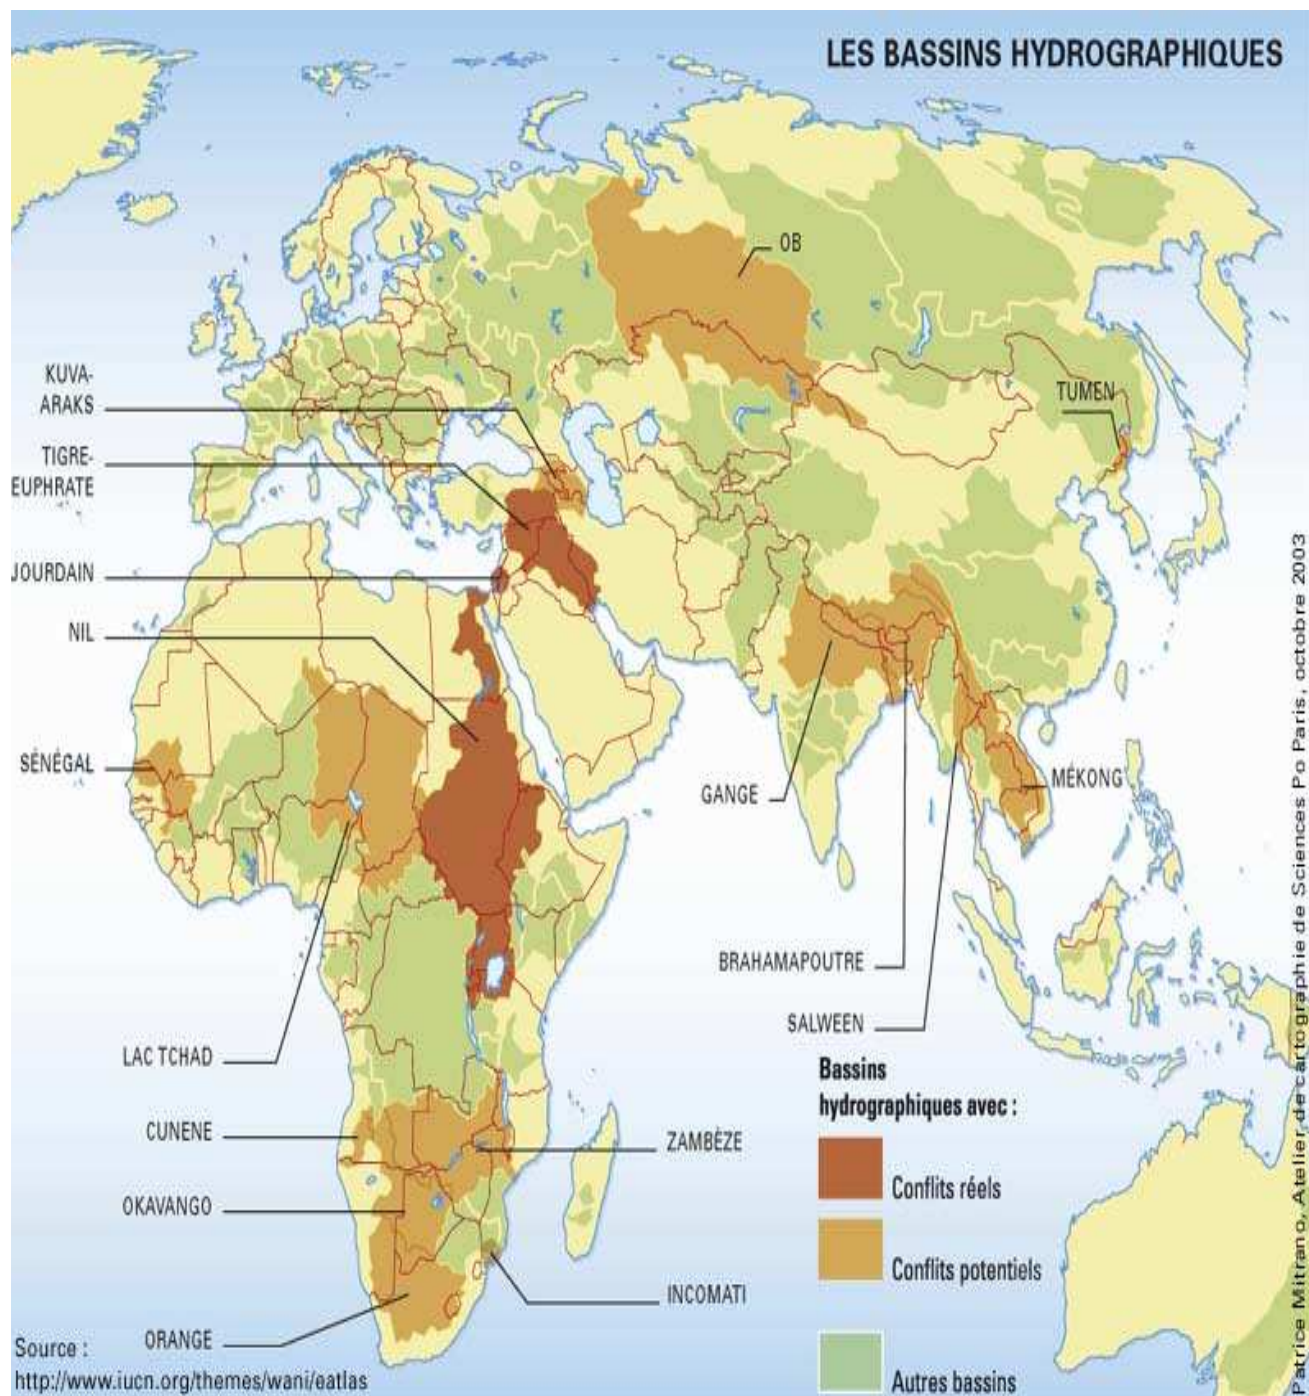 LES BASSINS HYDROGRAPHIQUES
OB
KUVA-
ARAKS
TUMEN
TIGRE-
EUPHRATE
JOURDAIN
NIL
SÉNÉGAL
GANGE
MÉKONG
BRAHAMAPOUTRE
SALWEEN
LAC TCHAD
CUNENE
ZAMBÈZE
OKAVANGO
INCOMATI
ORANGE
Bassins
hydrographiques avec :
Conflits réels
Conflits potentiels
Autres bassins
Source :
http://www.iucn.org/themes/wani/eatlas
Patrice Mitrano, Atelier de cartographie de Sciences Po Paris, octobre 2003